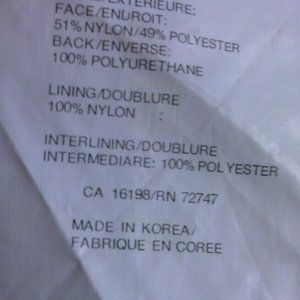 EXTERIEURE:
FACE/ENDROIT:
51% NYLON/49% POLYESTER
BACK/ENVERSE:
100% POLYURETHANE
LINING/DOUBLURE
100% NYLON
INTERLINING/DOUBLURE
INTERMEDIARE: 100% POLYESTER
CA 16198/RN 72747
MADE IN KOREA/
FABRIQUE EN COREE